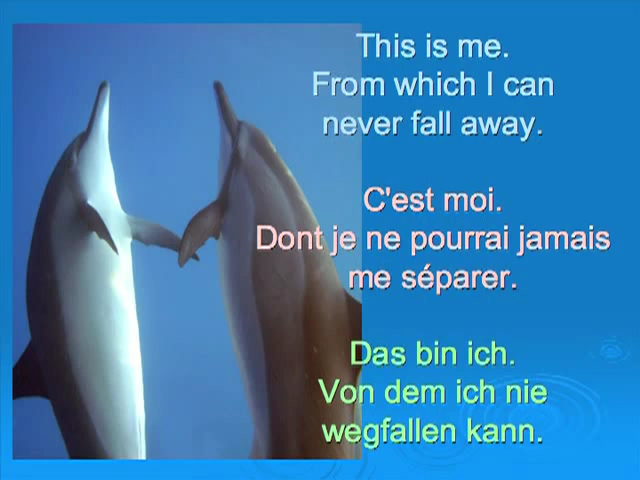 This is me.
From which I can
never fall away.
C'est moi.
Dont je ne pourrai jamais
me séparer.
Das bin ich.
Von dem ich nie
wegfallen kann.